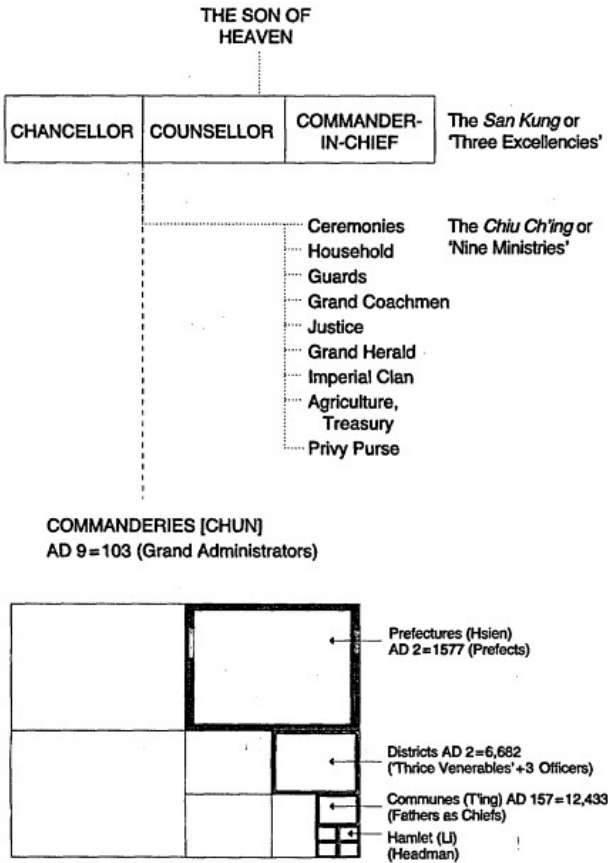 THE SON OF
HEAVEN
CHANCELLOR
COUNSELLOR
COMMANDER-
IN-CHIEF
The San Kung or
'Three Excellencies'
Ceremonies
The Chiu Ch'ing or
'Nine Ministries'
Household
Guards
Grand Coachmen
Justice
Grand Herald
Imperial Clan
Agriculture,
Treasury
Privy Purse
COMMANDERIES [CHUN]
AD 9=103 (Grand Administrators)
Prefectures (Hsien)
AD 2=1577 (Prefects)
Districts AD 2=6,682
('Thrice Venerables'+3 Officers)
Communes (T'ing) AD 157=12,433
(Fathers as Chiefs)
Hamlet (Li)
(Headman)